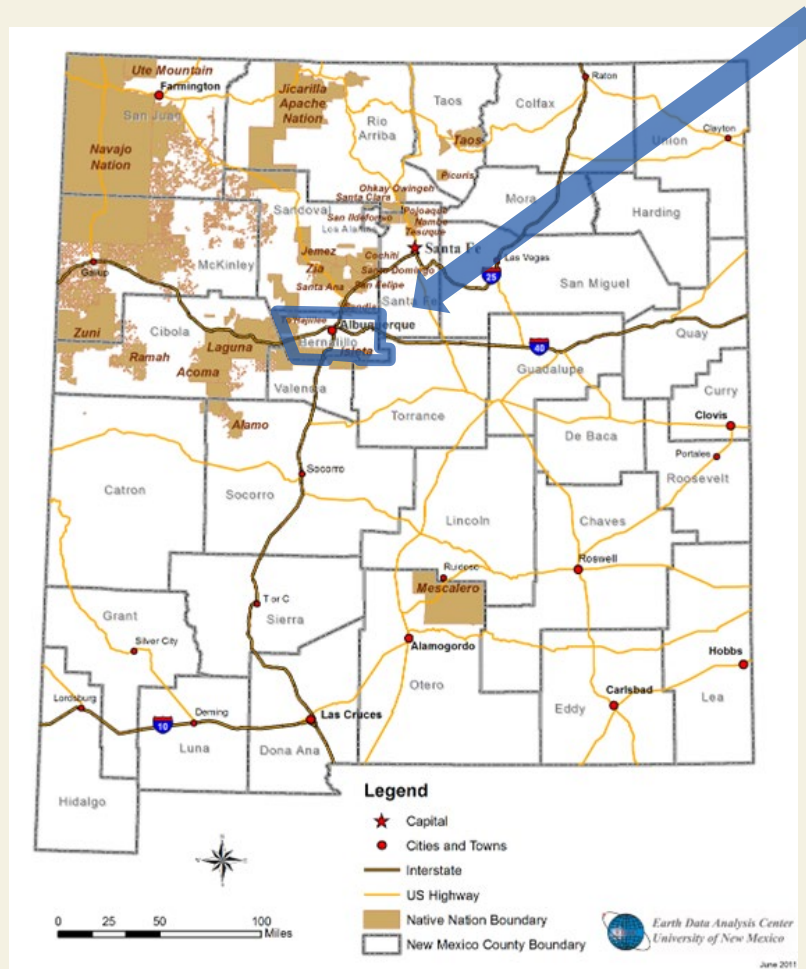 Ute Mountain
Farmington
San Juan
Navajo
Nation
Jicarilla
Apache
Nation
Rio
Arriba
Taos
Colfax
Raton
Union
Clayton
Taos
Picuris
Mora
Harding
Ohkay Owingeh
Santa Clara
San Ildefonso
Pojoaque
Nambe
Tesuque
Sandoval
Los Alamos
Santa Fe
Las Vegas
25
San Miguel
McKinley
Gallup
Jemez
Zia
Cochiti
Santo Domingo
Santa Ana
San Felipe
Sandia
Santa Fe
To'Hajiilee
Albuquerque
Bernalillo
Isleta
Zuni
Cibola
Ramah
Laguna
Acoma
Valencia
40
Quay
Guadalupe
Curry
Clovis
Torrance
De Baca
Portales
Roosevelt
Alamo
Catron
Socorro
Socorro
Lincoln
Chaves
Roswell
Ruidoso
Mescalero
T or C
Sierra
Grant
Silver City
Alamogordo
Otero
Hobbs
Lea
Eddy
Carlsbad
Lordsburg
10
Deming
Luna
Las Cruces
Dona Ana
Hidalgo
Legend
Capital
Cities and Towns
Interstate
US Highway
Native Nation Boundary
New Mexico County Boundary
N
0 25 50 100
Miles
Earth Data Analysis Center
University of New Mexico
June 2011